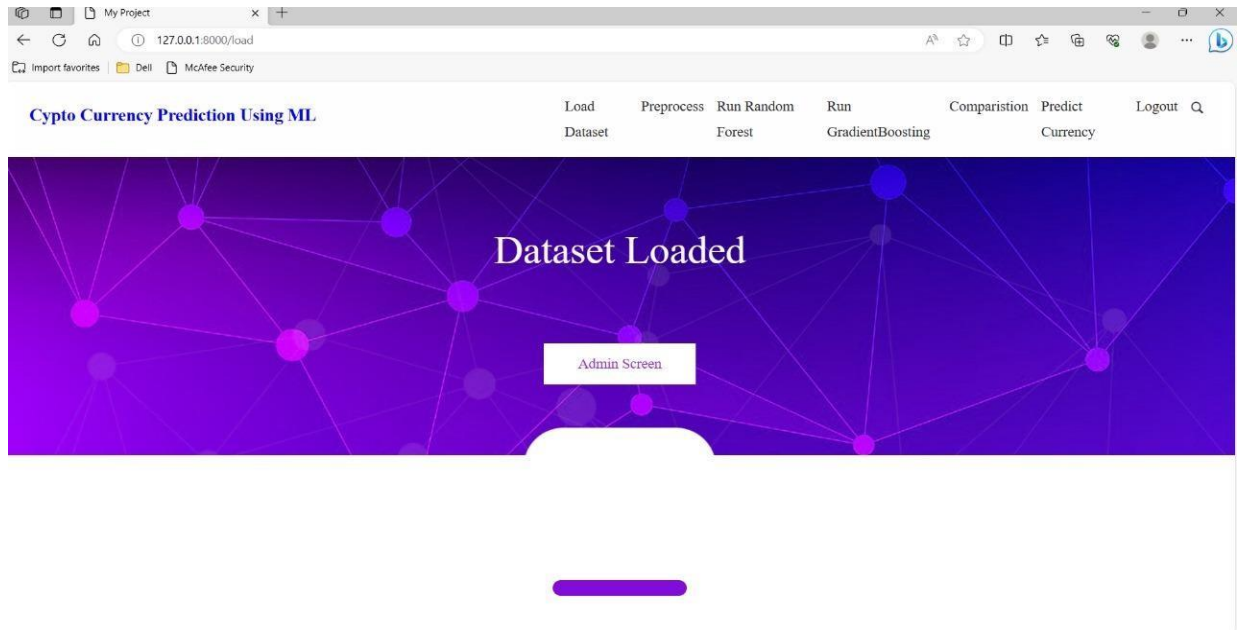 My Project
127.0.0.1:8000/load
Import favorites Dell McAfee Security
Cypto Currency Prediction Using ML
Load Dataset
Preprocess
Run Random Forest
Run GradientBoosting
Comparistion
Predict Currency
Logout
Dataset Loaded
Admin Screen